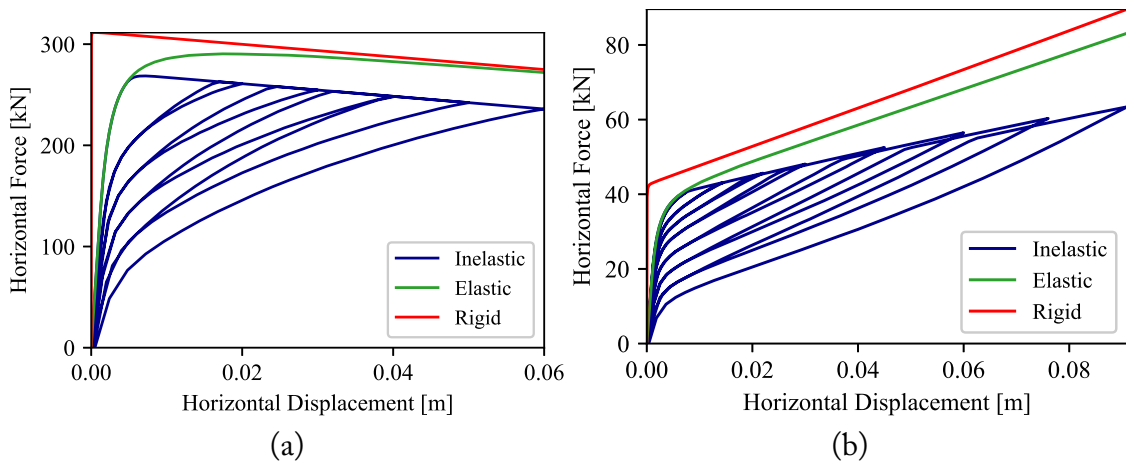 300
200
100
0
Horizontal Force [kN]
0.00 0.02 0.04 0.06
Horizontal Displacement [m]
Inelastic
Elastic
Rigid
(a)
80
60
40
20
0
Horizontal Force [kN]
0.00 0.02 0.04 0.06 0.08
Horizontal Displacement [m]
Inelastic
Elastic
Rigid
(b)